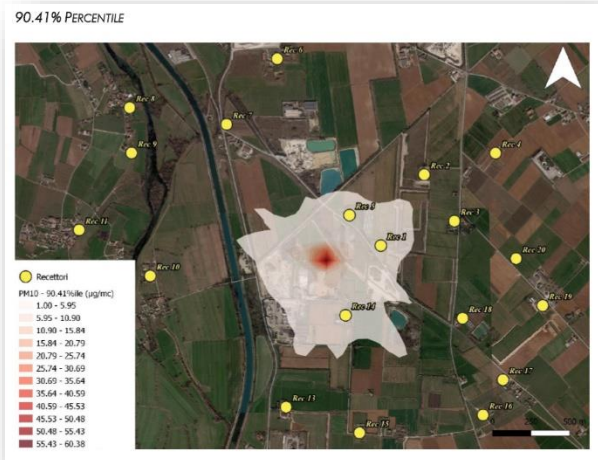 90.41% PERCENTILE
Rec 6
Rec 8
Rec 7
Rec 9
Rec 4
Rec 2
Rec 5
Rec 3
Rec 11
Rec 1
Rec 20
Rec 10
Rec 19
Rec 14
Rec 18
Rec 17
Rec 13
Rec 16
Rec 15
0
500 m
Recettori
PM10 - 90.41%ile (µg/mc)
1.00 - 5.95
5.95 - 10.90
10.90 - 15.84
15.84 - 20.79
20.79 - 25.74
25.74 - 30.69
30.69 - 35.64
35.64 - 40.59
40.59 - 45.53
45.53 - 50.48
50.48 - 55.43
55.43 - 60.38